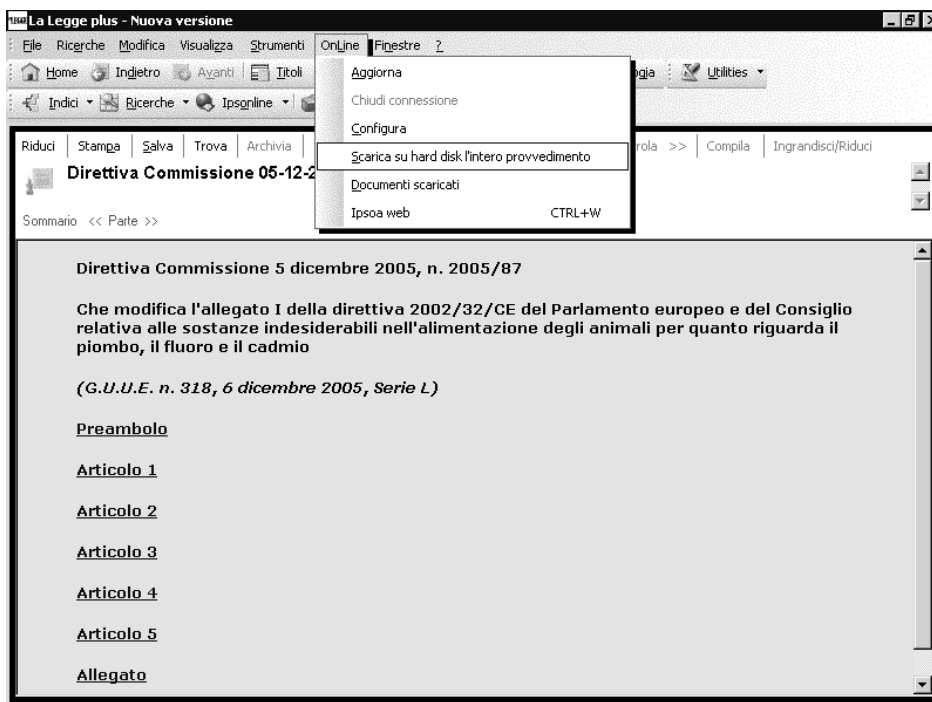 La Legge plus - Nuova versione
File Ricerche Modifica Visualizza Strumenti OnLine Finestre ?
Home Indietro Avanti Titoli Utilities
Indici Ricerche Ipsonline
Aggiorna
Chiudi connessione
Configura
Scarica su hard disk l'intero provvedimento
Documenti scaricati
Ipsoa web CTRL+W
Riduci Stampa Salva Trova Archivia >> Compila Ingrandisci/Riduci
Direttiva Commissione 05-12-2
Sommario << Parte >>
Direttiva Commissione 5 dicembre 2005, n. 2005/87
Che modifica l'allegato I della direttiva 2002/32/CE del Parlamento europeo e del Consiglio
relativa alle sostanze indesiderabili nell'alimentazione degli animali per quanto riguarda il
piombo, il fluoro e il cadmio
(G.U.U.E. n. 318, 6 dicembre 2005, Serie L)
Preambolo
Articolo 1
Articolo 2
Articolo 3
Articolo 4
Articolo 5
Allegato